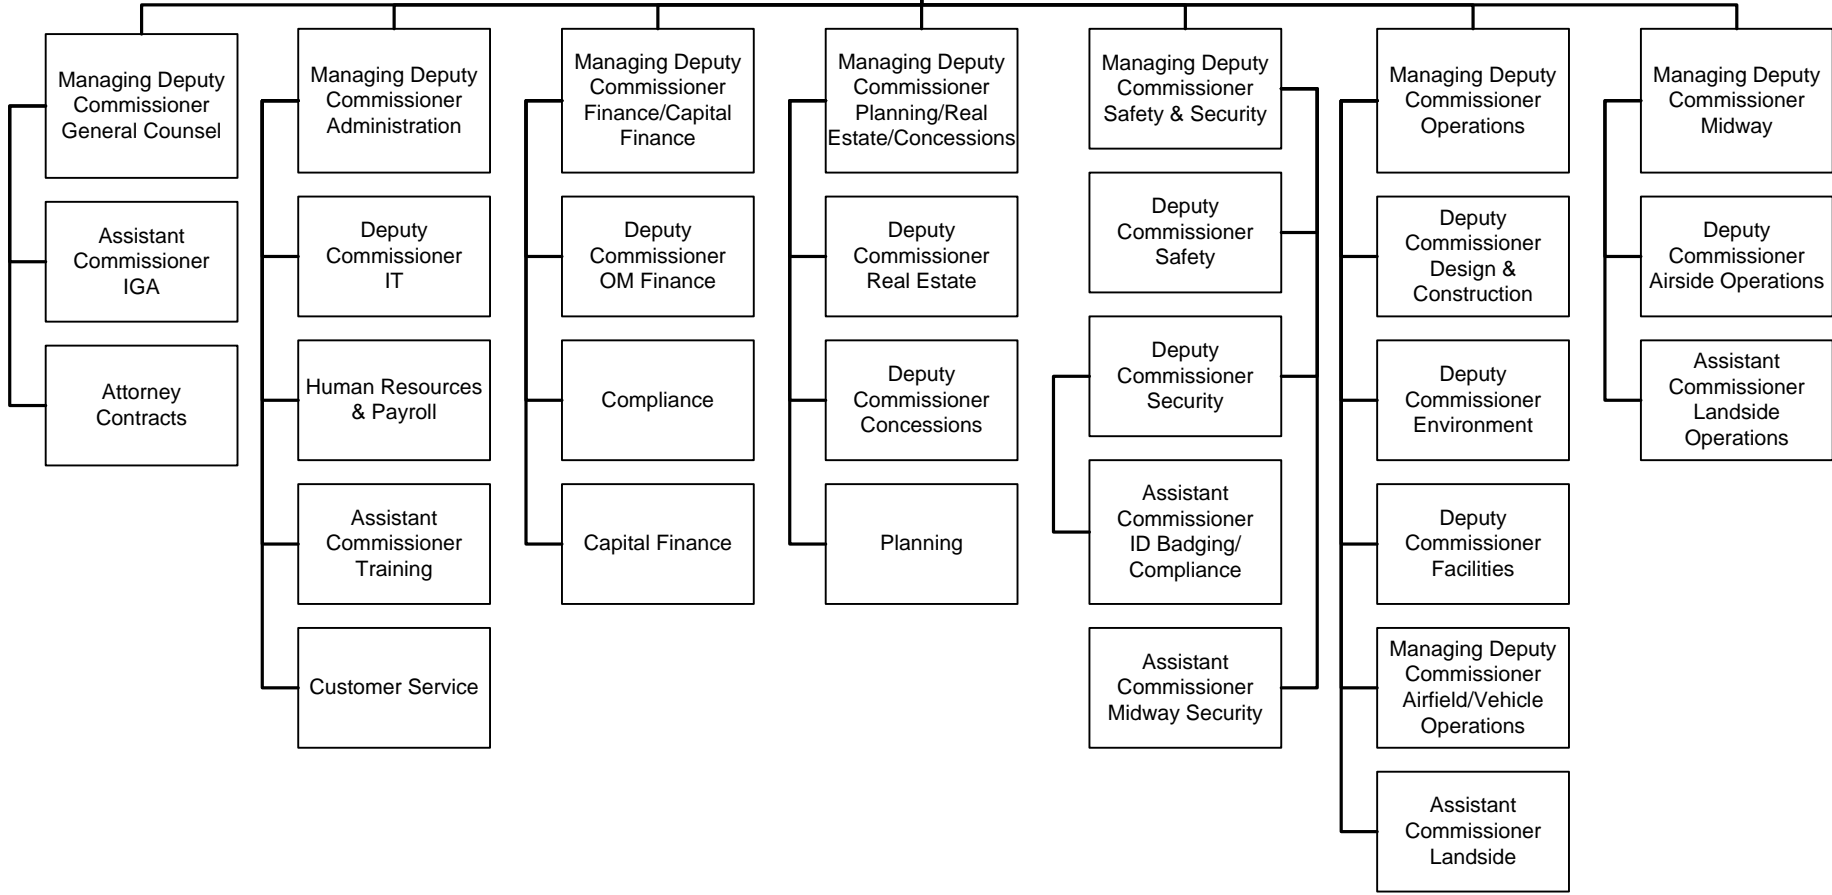 Managing Deputy
Commissioner
General Counsel
Assistant
Commissioner
IGA
Attorney
Contracts
Managing Deputy
Commissioner
Administration
Deputy
Commissioner
IT
Human Resources
& Payroll
Assistant
Commissioner
Training
Customer Service
Managing Deputy
Commissioner
Finance/Capital
Finance
Deputy
Commissioner
OM Finance
Compliance
Capital Finance
Managing Deputy
Commissioner
Planning/Real
Estate/Concessions
Deputy
Commissioner
Real Estate
Deputy
Commissioner
Concessions
Planning
Managing Deputy
Commissioner
Safety & Security
Deputy
Commissioner
Safety
Deputy
Commissioner
Security
Assistant
Commissioner
ID Badging/
Compliance
Assistant
Commissioner
Midway Security
Managing Deputy
Commissioner
Operations
Deputy
Commissioner
Design &
Construction
Deputy
Commissioner
Environment
Deputy
Commissioner
Facilities
Managing Deputy
Commissioner
Airfield/Vehicle
Operations
Assistant
Commissioner
Landside
Managing Deputy
Commissioner
Midway
Deputy
Commissioner
Airside Operations
Assistant
Commissioner
Landside
Operations